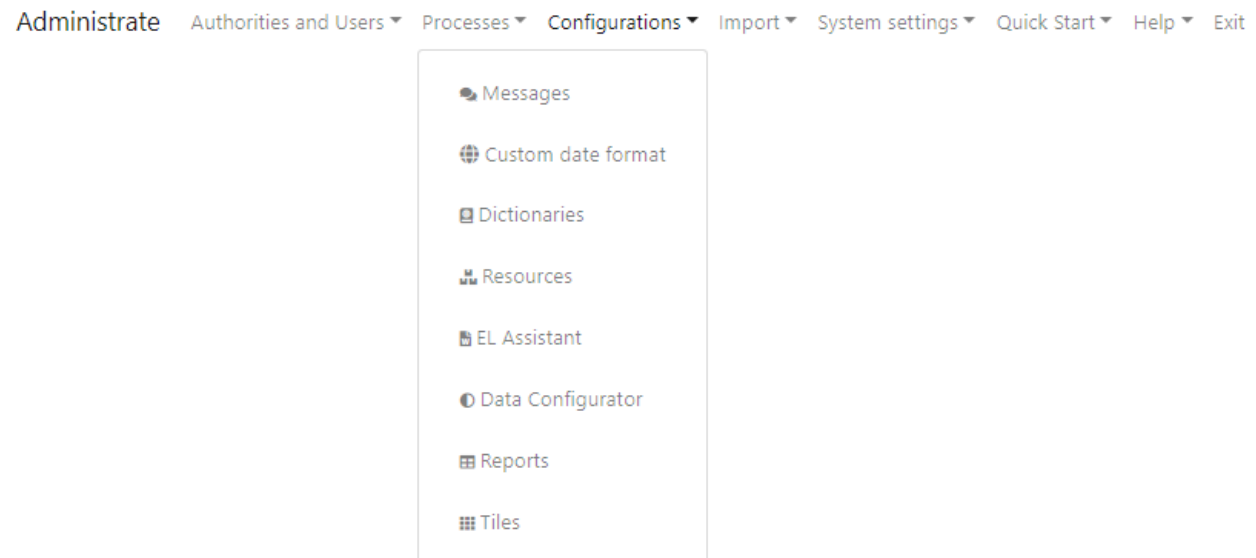 Administrate Authorities and Users Processes Configurations Import System settings Quick Start Help Exit
Messages
Custom date format
Dictionaries
Resources
EL Assistant
Data Configurator
Reports
Tiles